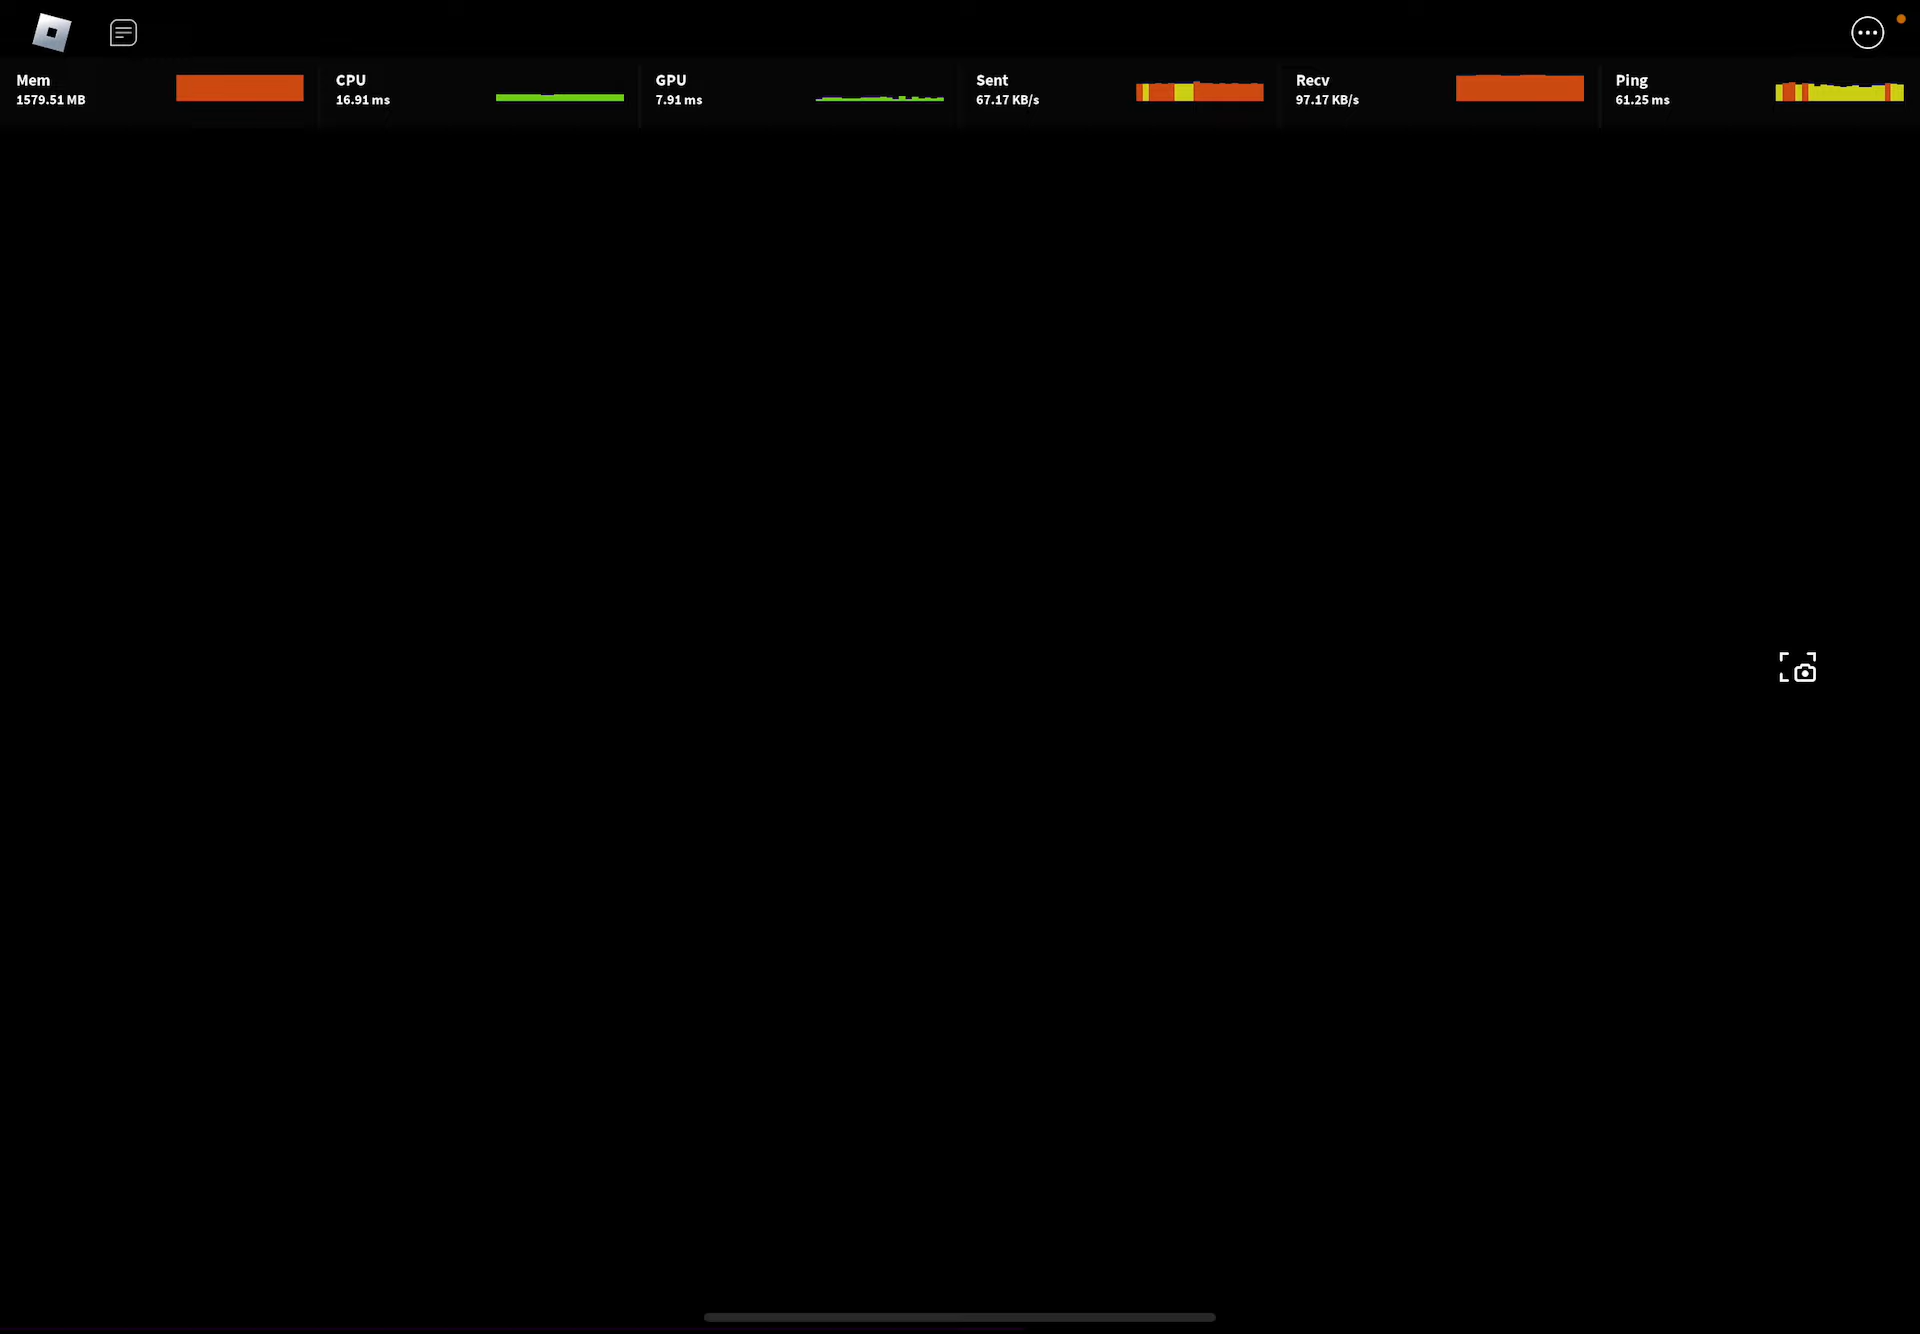 Mem
1579.51 MB
CPU
16.91 ms
GPU
7.91 ms
Sent
67.17 KB/s
Recv
97.17 KB/s
Ping
61.25 ms